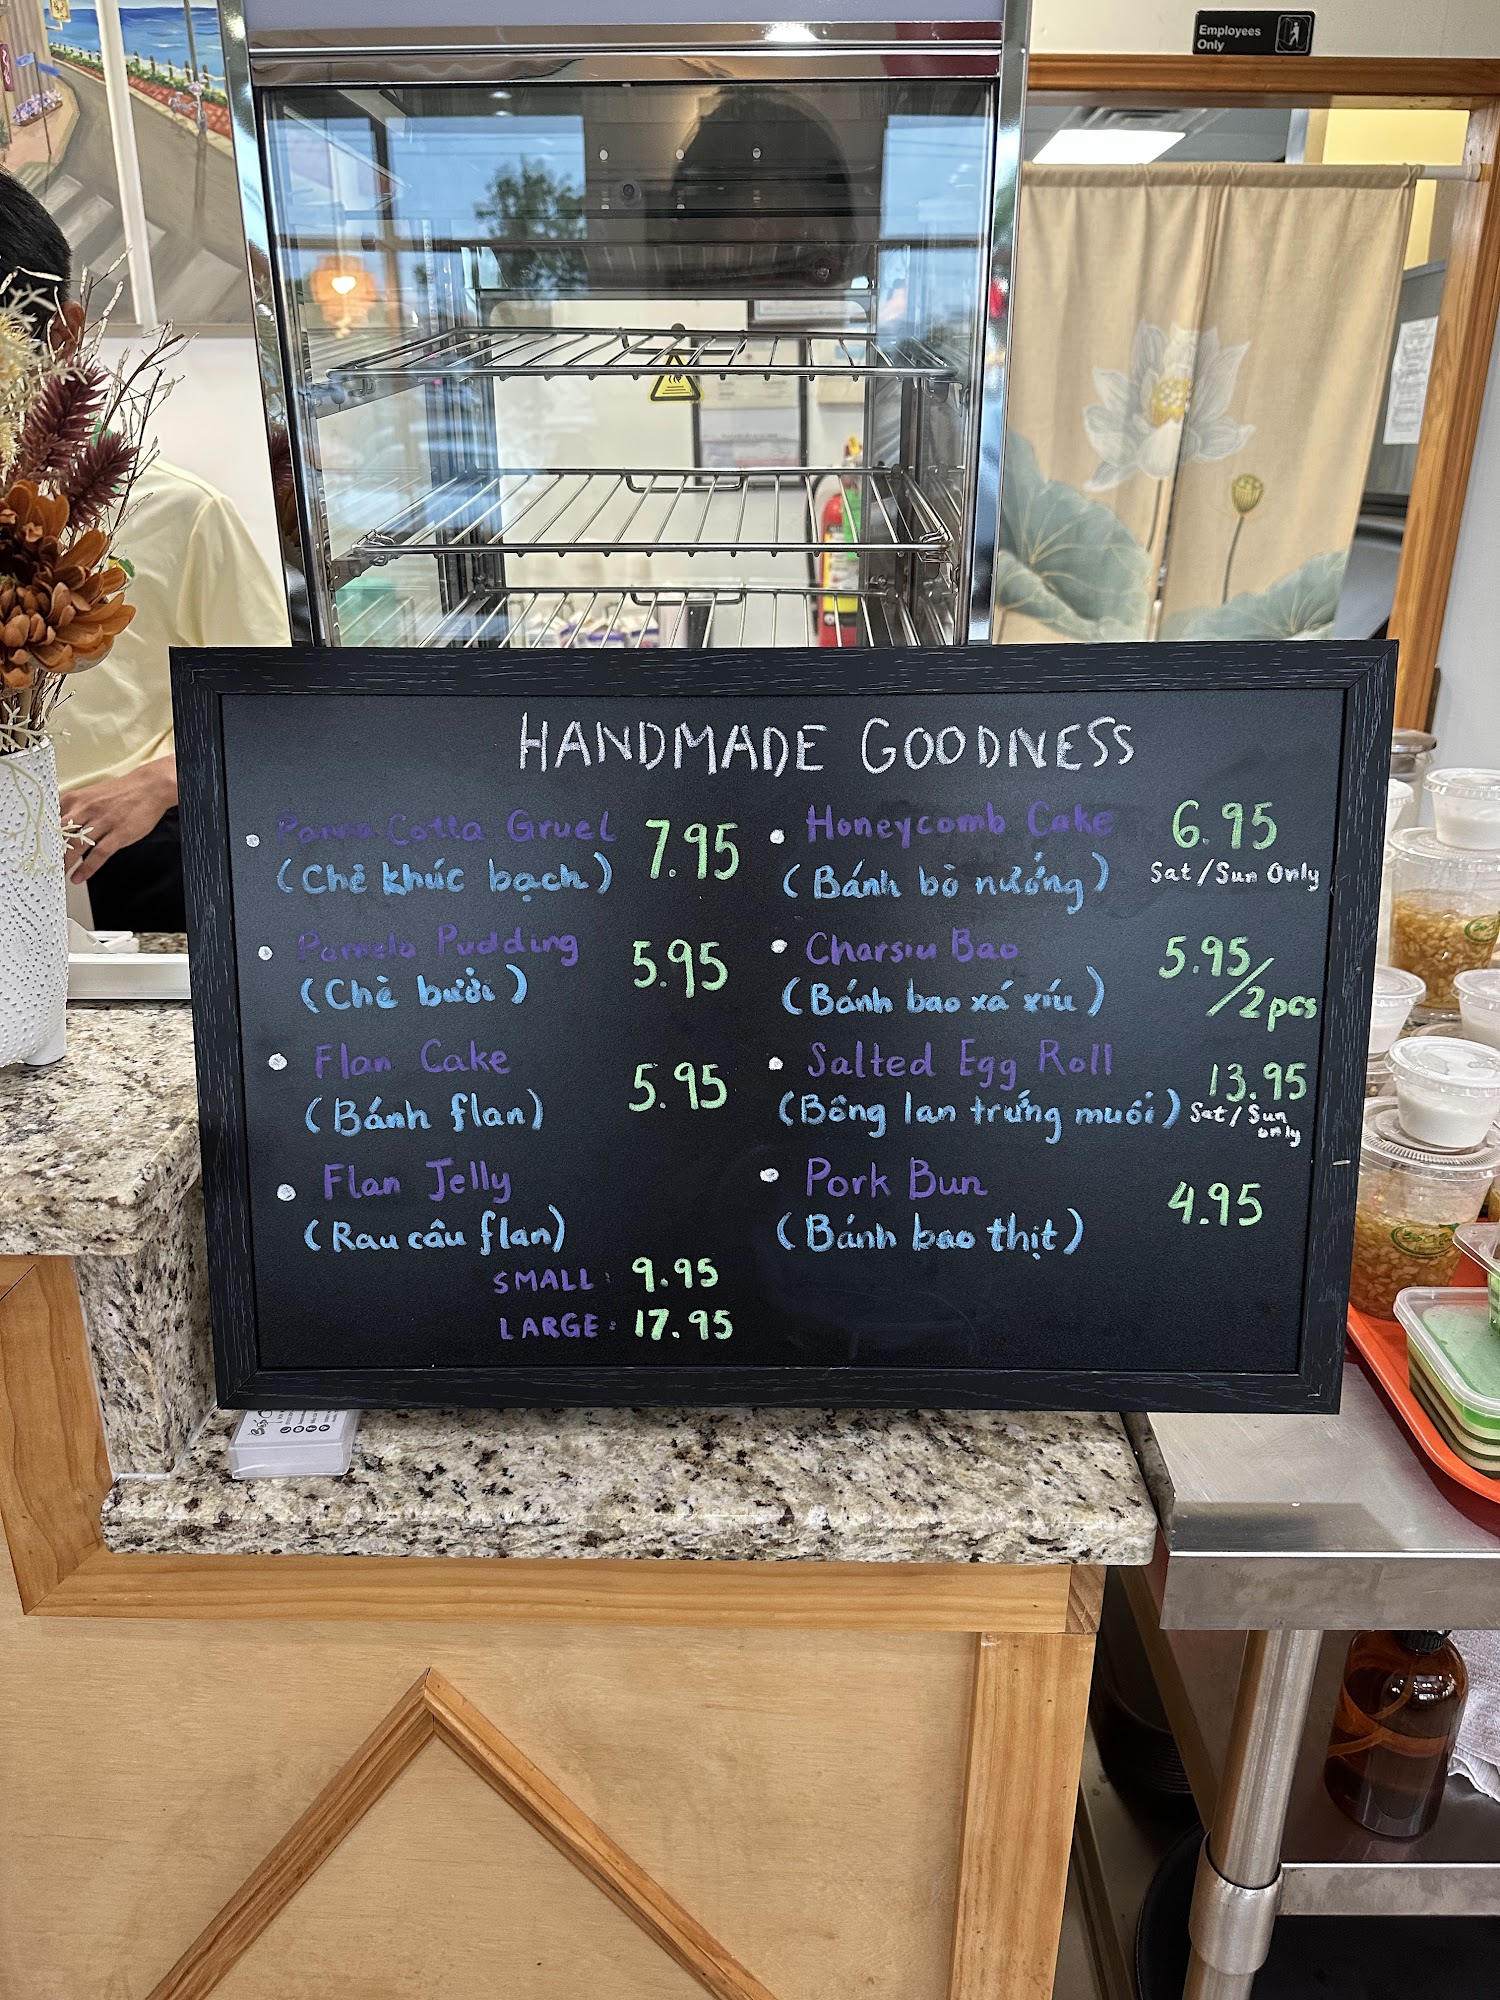 Employees
Only
HANDMADE GOODNESS
Panna Cotta Gruel 7.95
(Chè khúc bạch)
Pomelo Pudding 5.95
(Chè bưởi)
Flan Cake 5.95
(Bánh flan)
Flan Jelly
(Rau câu flan)
SMALL: 9.95
LARGE: 17.95
Honeycomb Cake 6.95
(Bánh bò nướng) Sat/Sun Only
Charsiu Bao 5.95/2pcs
(Bánh bao xá xíu)
Salted Egg Roll 13.95
(Bông lan trứng muối) Sat/Sun
only
Pork Bun 4.95
(Bánh bao thịt)